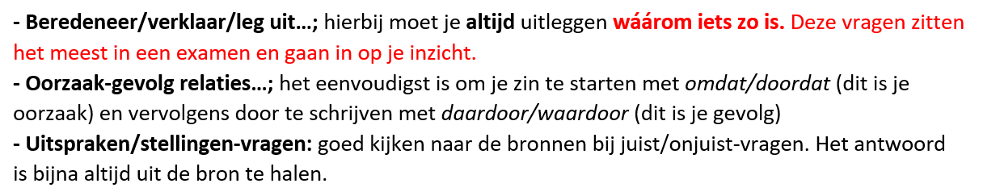 - Beredeneer/verklaar/leg uit...; hierbij moet je altijd uitleggen wáárom iets zo is. Deze vragen zitten
het meest in een examen en gaan in op je inzicht.
- Oorzaak-gevolg relaties...; het eenvoudigst is om je zin te starten met omdat/doordat (dit is je
oorzaak) en vervolgens door te schrijven met daardoor/waardoor (dit is je gevolg)
- Uitspraken/stellingen-vragen: goed kijken naar de bronnen bij juist/onjuist-vragen. Het antwoord
is bijna altijd uit de bron te halen.